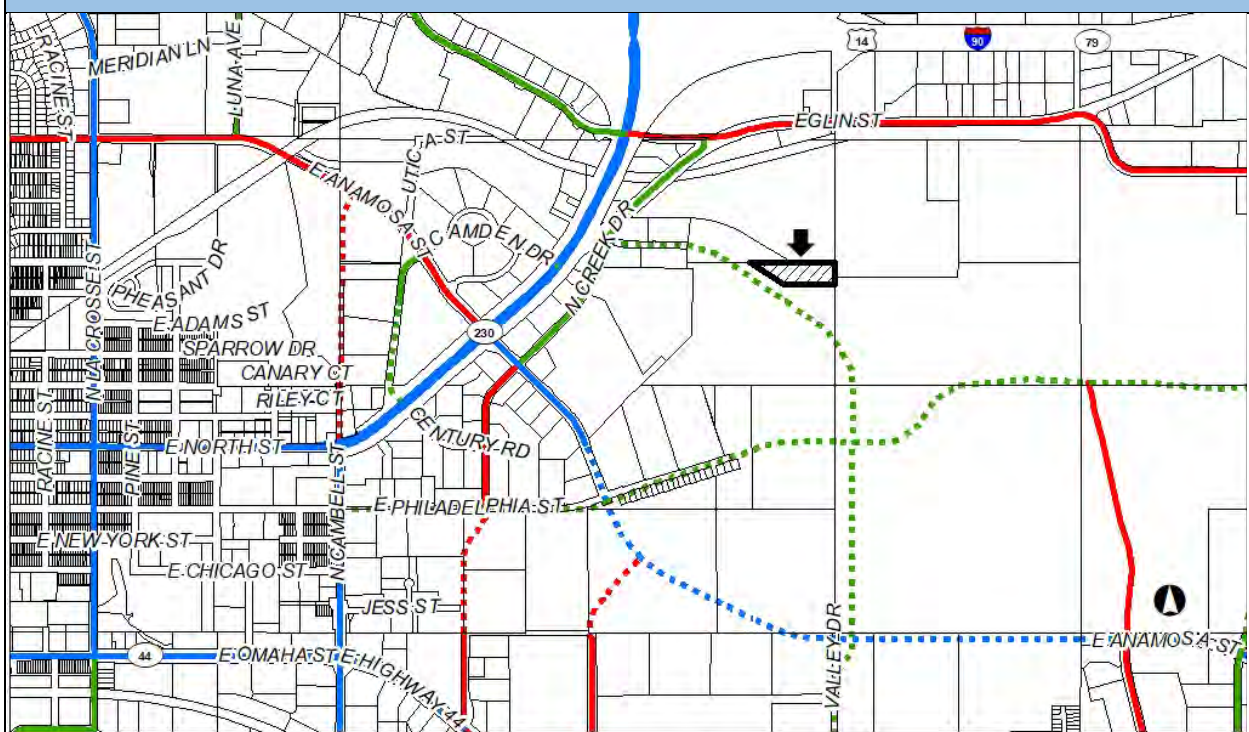 MERIDIAN LN
RACINE ST
LUNA AVE
14
90
79
EGLIN ST
UTICA ST
E ANAMOSA ST
CAMDEN DR
N CREEK DR
PHEASANT DR
N LA CROSSE ST
E ADAMS ST
SPARROW DR
CANARY CT
RILEY CT
230
RACINE ST
PINE ST
E NORTH ST
CENTURY RD
N CAMBELL ST
E PHILADELPHIA ST
E NEW YORK ST
E CHICAGO ST
JESS ST
VALLEY DR
E ANAMOSA ST
44
E OMAHA ST
E HIGHWAY 44